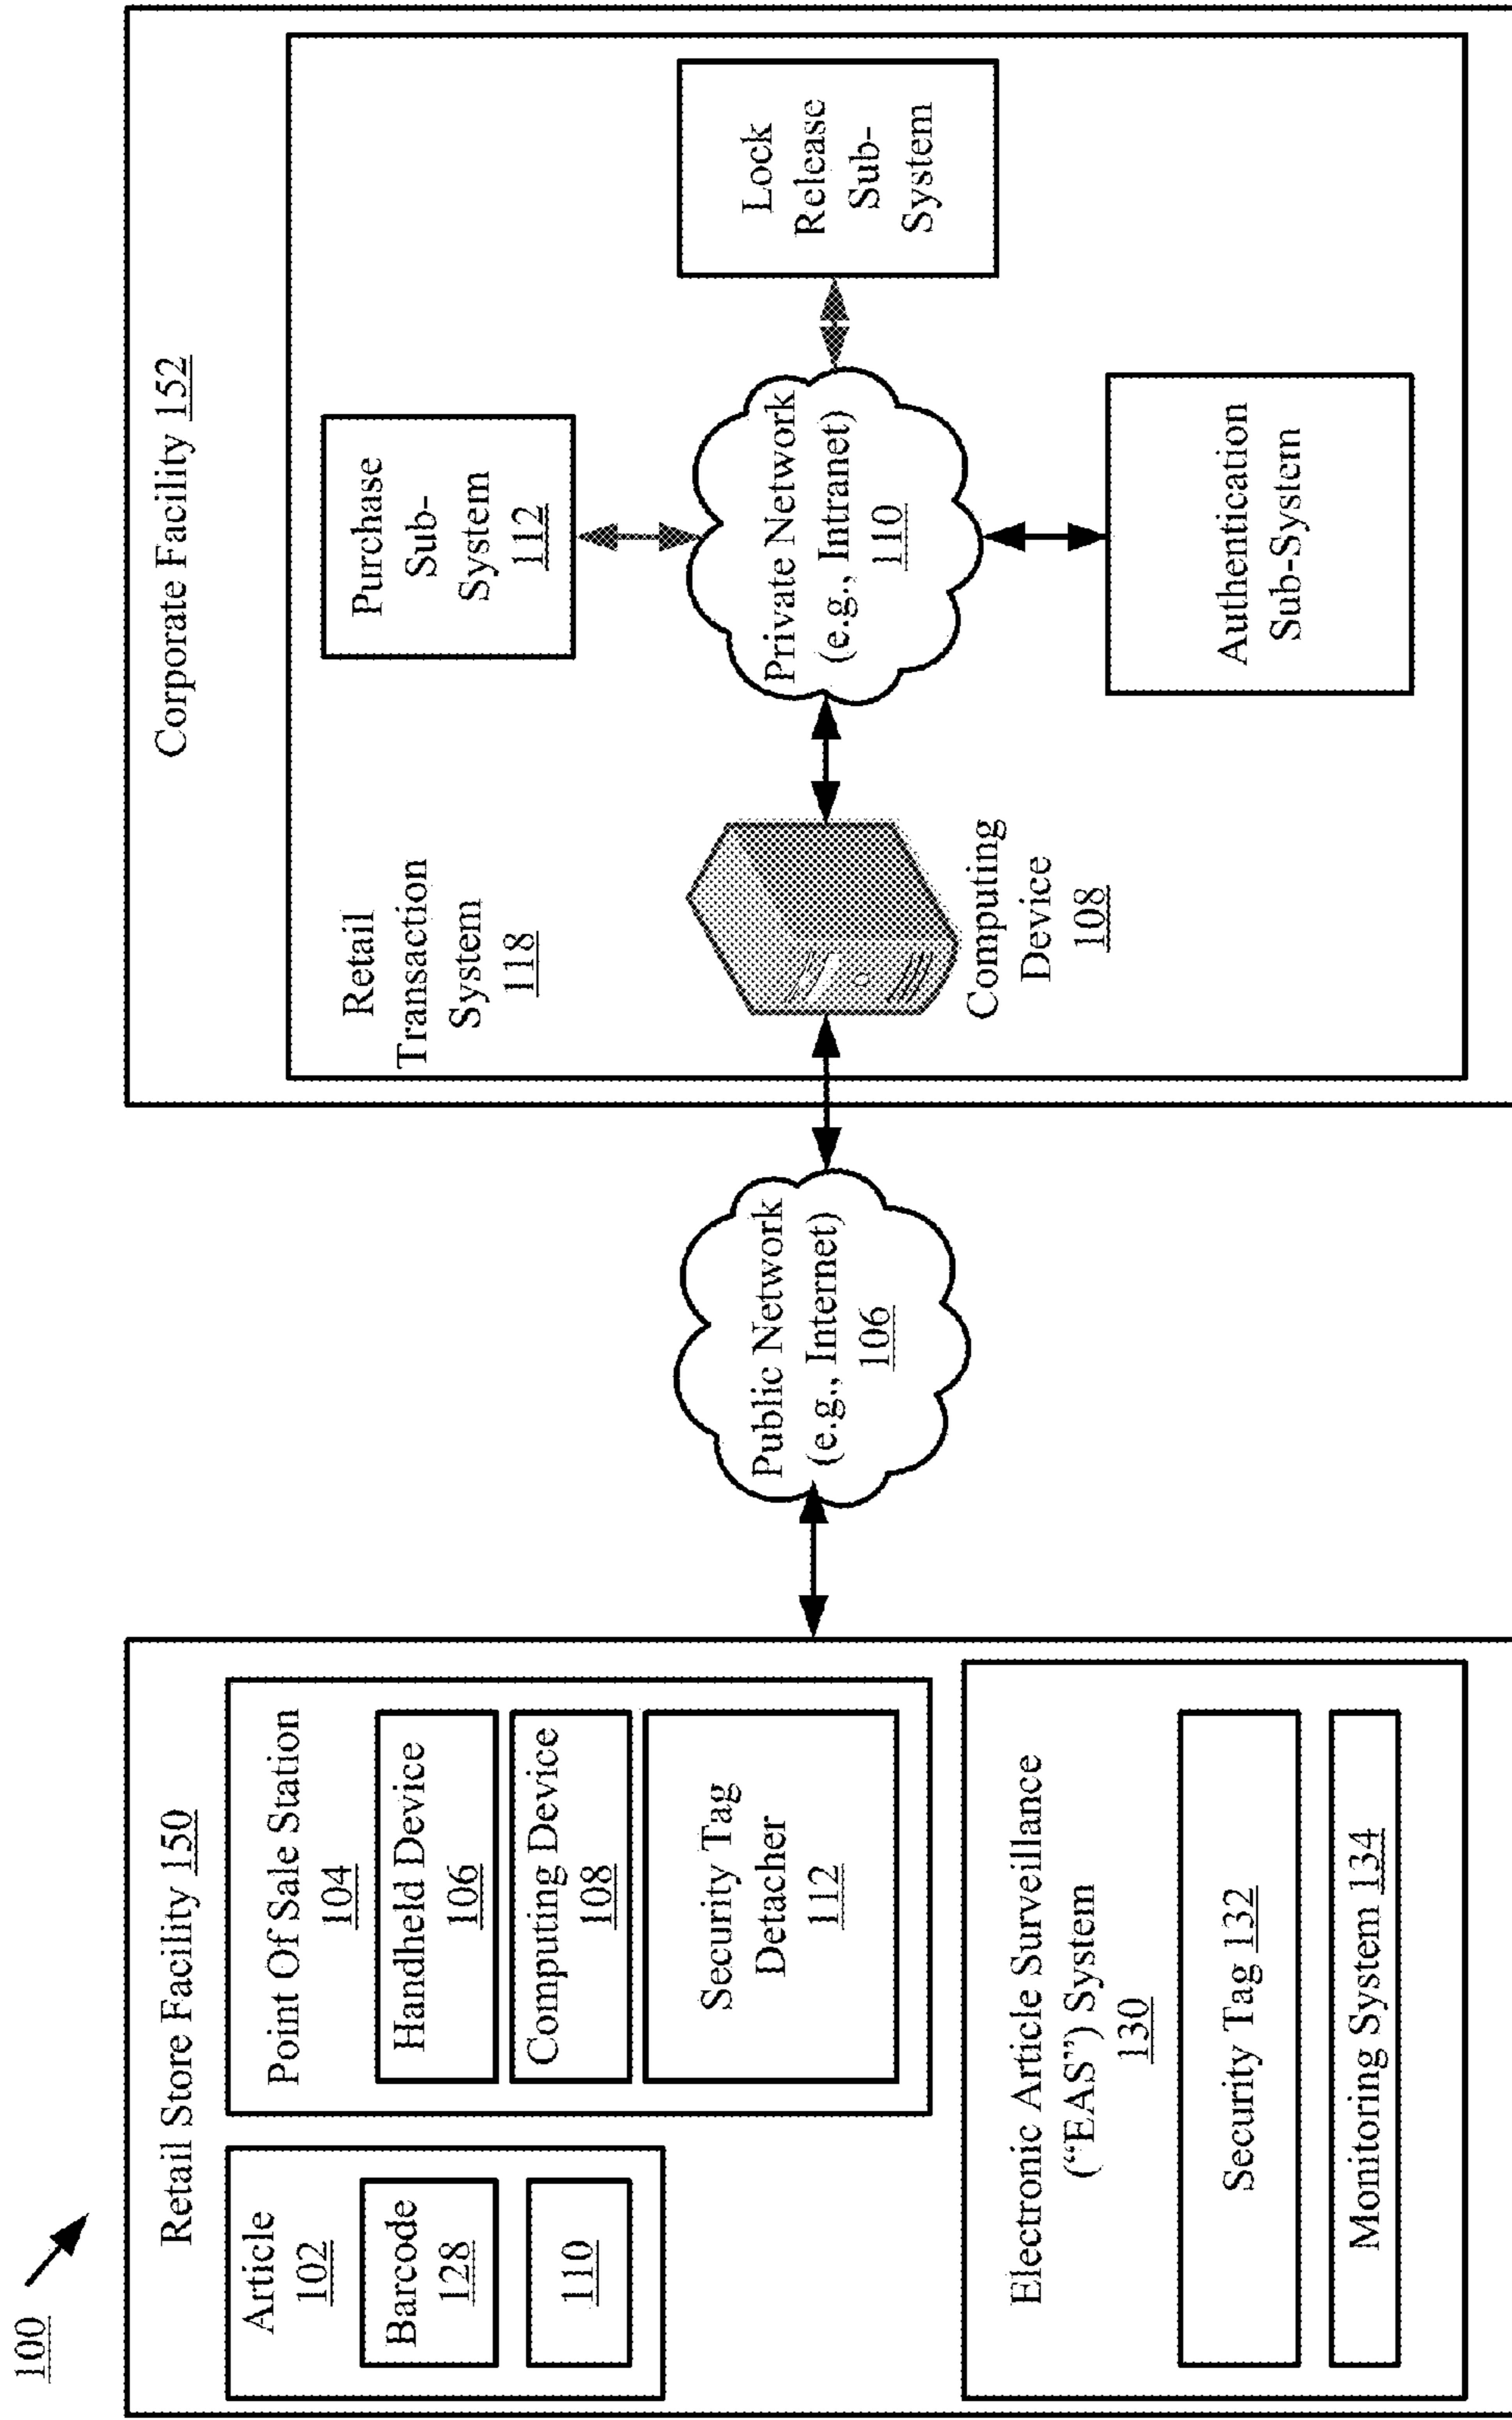 100
Retail Store Facility 150
Article
102
Barcode
128
110
Point Of Sale Station
104
Handheld Device
106
Computing Device
108
Security Tag
Detacher
112
Electronic Article Surveillance
(“EAS”) System
130
Security Tag 132
Monitoring System 134
Public Network
(e.g., Internet)
106
Corporate Facility 152
Retail
Transaction
System
118
Computing
Device
108
Purchase
Sub-
System
112
Private Network
(e.g., Intranet)
110
Lock
Release
Sub-
System
Authentication
Sub-System